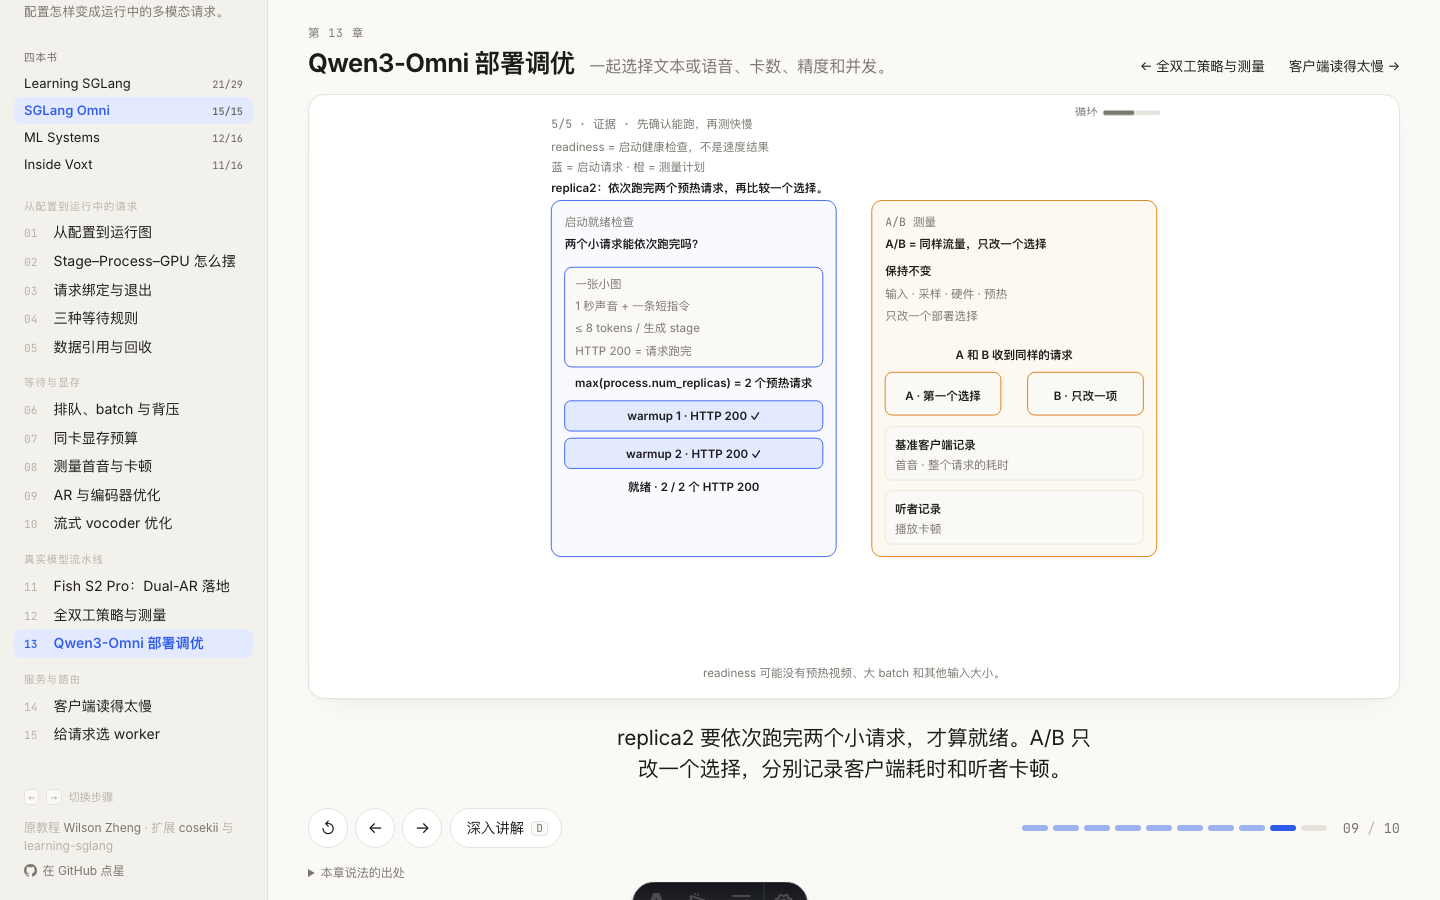 配置怎样变成运行中的多模态请求。
四本书
Learning SGLang 21/29
SGLang Omni 15/15
ML Systems 12/16
Inside Voxt 11/16
从配置到运行中的请求
01 从配置到运行图
02 Stage–Process–GPU 怎么摆
03 请求绑定与退出
04 三种等待规则
05 数据引用与回收
等待与显存
06 排队、batch 与背压
07 同卡显存预算
08 测量首音与卡顿
09 AR 与编码器优化
10 流式 vocoder 优化
真实模型流水线
11 Fish S2 Pro：Dual-AR 落地
12 全双工策略与测量
13 Qwen3-Omni 部署调优
服务与路由
14 客户端读得太慢
15 给请求选 worker
← → 切换步骤
原教程 Wilson Zheng · 扩展 cosekii 与
learning-sglang
在 GitHub 点星
第 13 章
Qwen3-Omni 部署调优 一起选择文本或语音、卡数、精度和并发。
← 全双工策略与测量 客户端读得太慢 →
循环
5/5 · 证据 · 先确认能跑，再测快慢
readiness = 启动健康检查，不是速度结果
蓝 = 启动请求 · 橙 = 测量计划
replica2：依次跑完两个预热请求，再比较一个选择。
启动就绪检查
两个小请求能依次跑完吗？
一张小图
1 秒声音 + 一条短指令
≤ 8 tokens / 生成 stage
HTTP 200 = 请求跑完
max(process.num_replicas) = 2 个预热请求
warmup 1 · HTTP 200 ✓
warmup 2 · HTTP 200 ✓
就绪 · 2 / 2 个 HTTP 200
A/B 测量
A/B = 同样流量，只改一个选择
保持不变
输入 · 采样 · 硬件 · 预热
只改一个部署选择
A 和 B 收到同样的请求
A · 第一个选择
B · 只改一项
基准客户端记录
首音 · 整个请求的耗时
听者记录
播放卡顿
readiness 可能没有预热视频、大 batch 和其他输入大小。
replica2 要依次跑完两个小请求，才算就绪。A/B 只
改一个选择，分别记录客户端耗时和听者卡顿。
← → 深入讲解 D
09 / 10
▶ 本章说法的出处